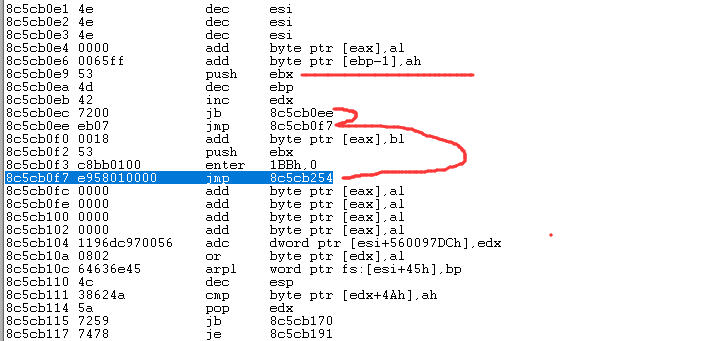 8c5cb0e1 4e dec esi
8c5cb0e2 4e dec esi
8c5cb0e3 4e dec esi
8c5cb0e4 0000 add byte ptr [eax],al
8c5cb0e6 0065ff add byte ptr [ebp-1],ah
8c5cb0e9 53 push ebx
8c5cb0ea 4d dec ebp
8c5cb0eb 42 inc edx
8c5cb0ec 7200 jb 8c5cb0ee
8c5cb0ee eb07 jmp 8c5cb0f7
8c5cb0f0 0018 add byte ptr [eax],bl
8c5cb0f2 53 push ebx
8c5cb0f3 c8bb0100 enter 1BBh,0
8c5cb0f7 e958010000 jmp 8c5cb254
8c5cb0fc 0000 add byte ptr [eax],al
8c5cb0fe 0000 add byte ptr [eax],al
8c5cb100 0000 add byte ptr [eax],al
8c5cb102 0000 add byte ptr [eax],al
8c5cb104 1196dc970056 adc dword ptr [esi+560097DCh],edx
8c5cb10a 0802 or byte ptr [edx],al
8c5cb10c 64636e45 arpl word ptr fs:[esi+45h],bp
8c5cb110 4c dec esp
8c5cb111 38624a cmp byte ptr [edx+4Ah],ah
8c5cb114 5a pop edx
8c5cb115 7259 jb 8c5cb170
8c5cb117 7478 je 8c5cb191